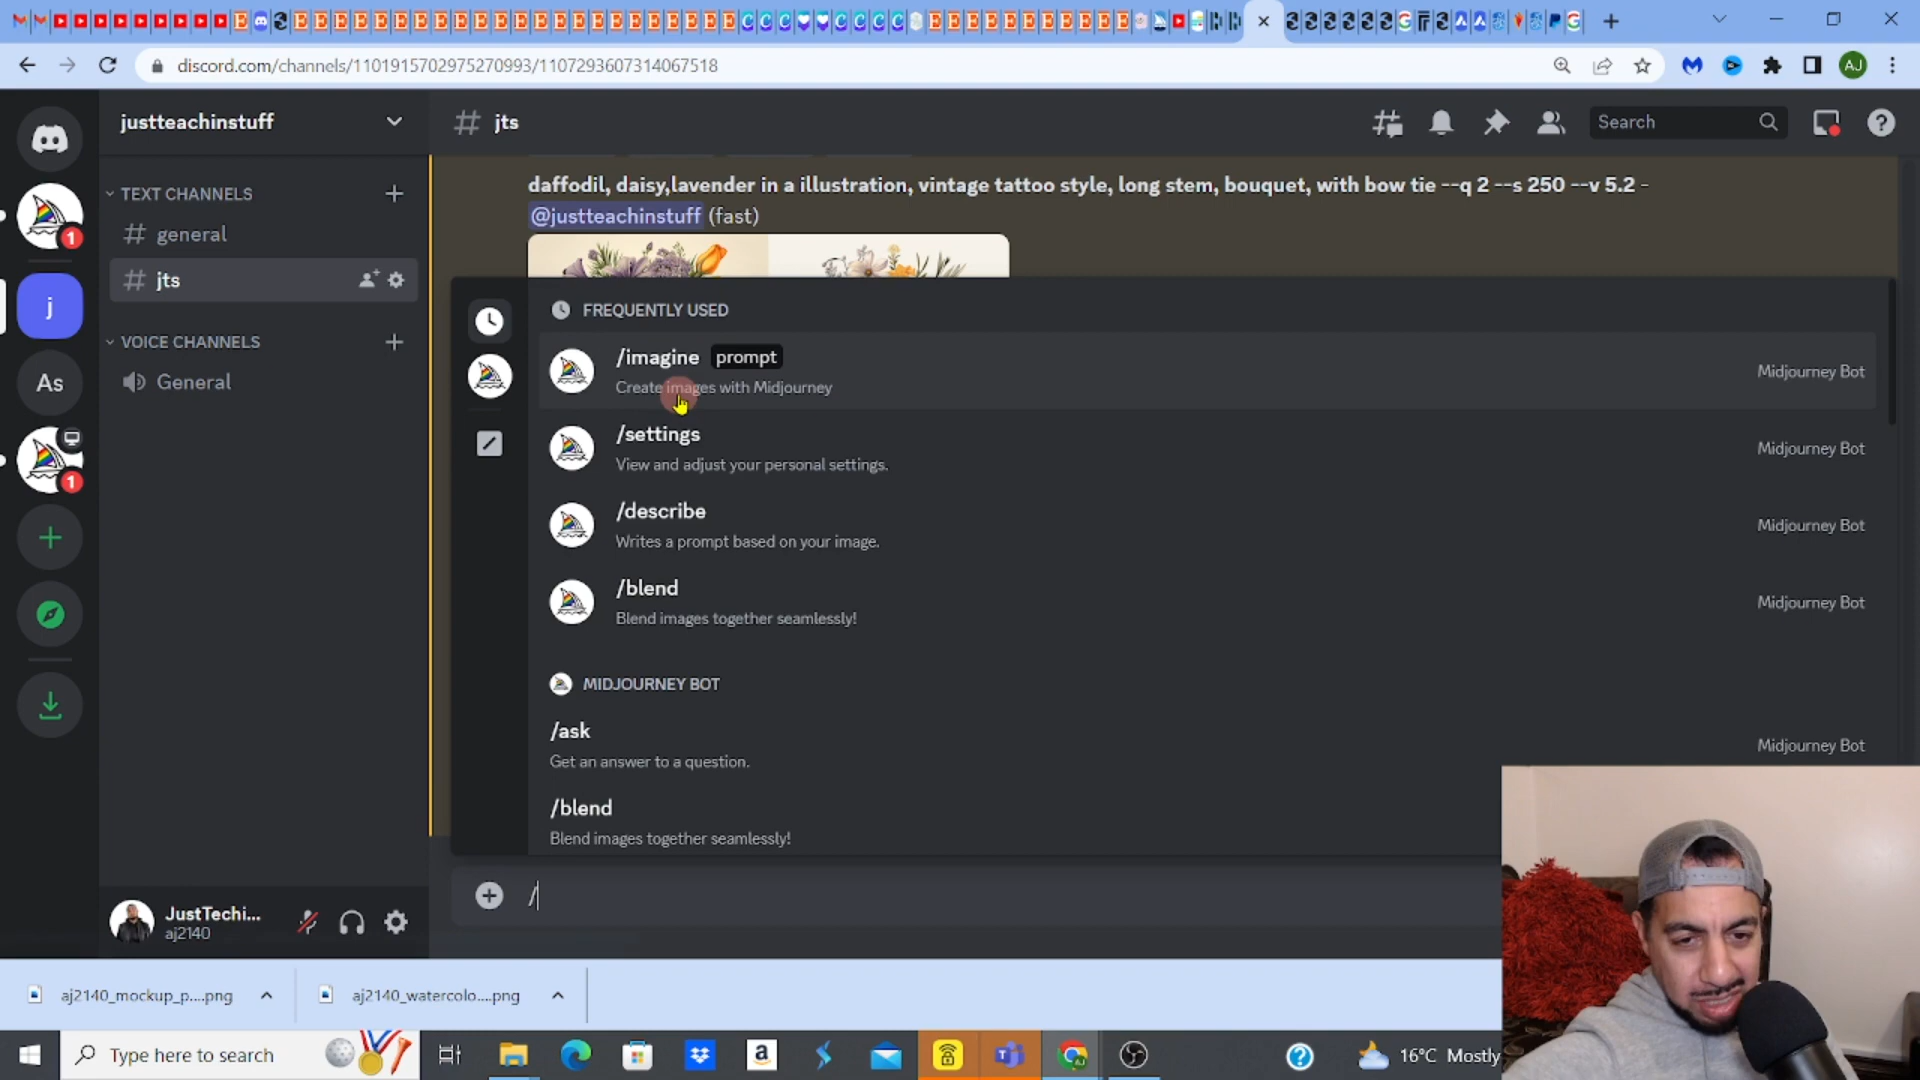 discord.com/channels/1101915702975270993/1107293607314067518
AJ
justteachinstuff
# jts
Search
TEXT CHANNELS
# general
# jts
VOICE CHANNELS
General
j
As
1
1
daffodil, daisy,lavender in a illustration, vintage tattoo style, long stem, bouquet, with bow tie --q 2 --s 250 --v 5.2 -
@justteachinstuff (fast)
FREQUENTLY USED
/imagine prompt
Create images with Midjourney
Midjourney Bot
/settings
View and adjust your personal settings.
Midjourney Bot
/describe
Writes a prompt based on your image.
Midjourney Bot
/blend
Blend images together seamlessly!
Midjourney Bot
MIDJOURNEY BOT
/ask
Get an answer to a question.
Midjourney Bot
/blend
Blend images together seamlessly!
/
JustTechi...
aj2140
aj2140_mockup_p....png
aj2140_watercolo....png
Type here to search
16°C Mostly